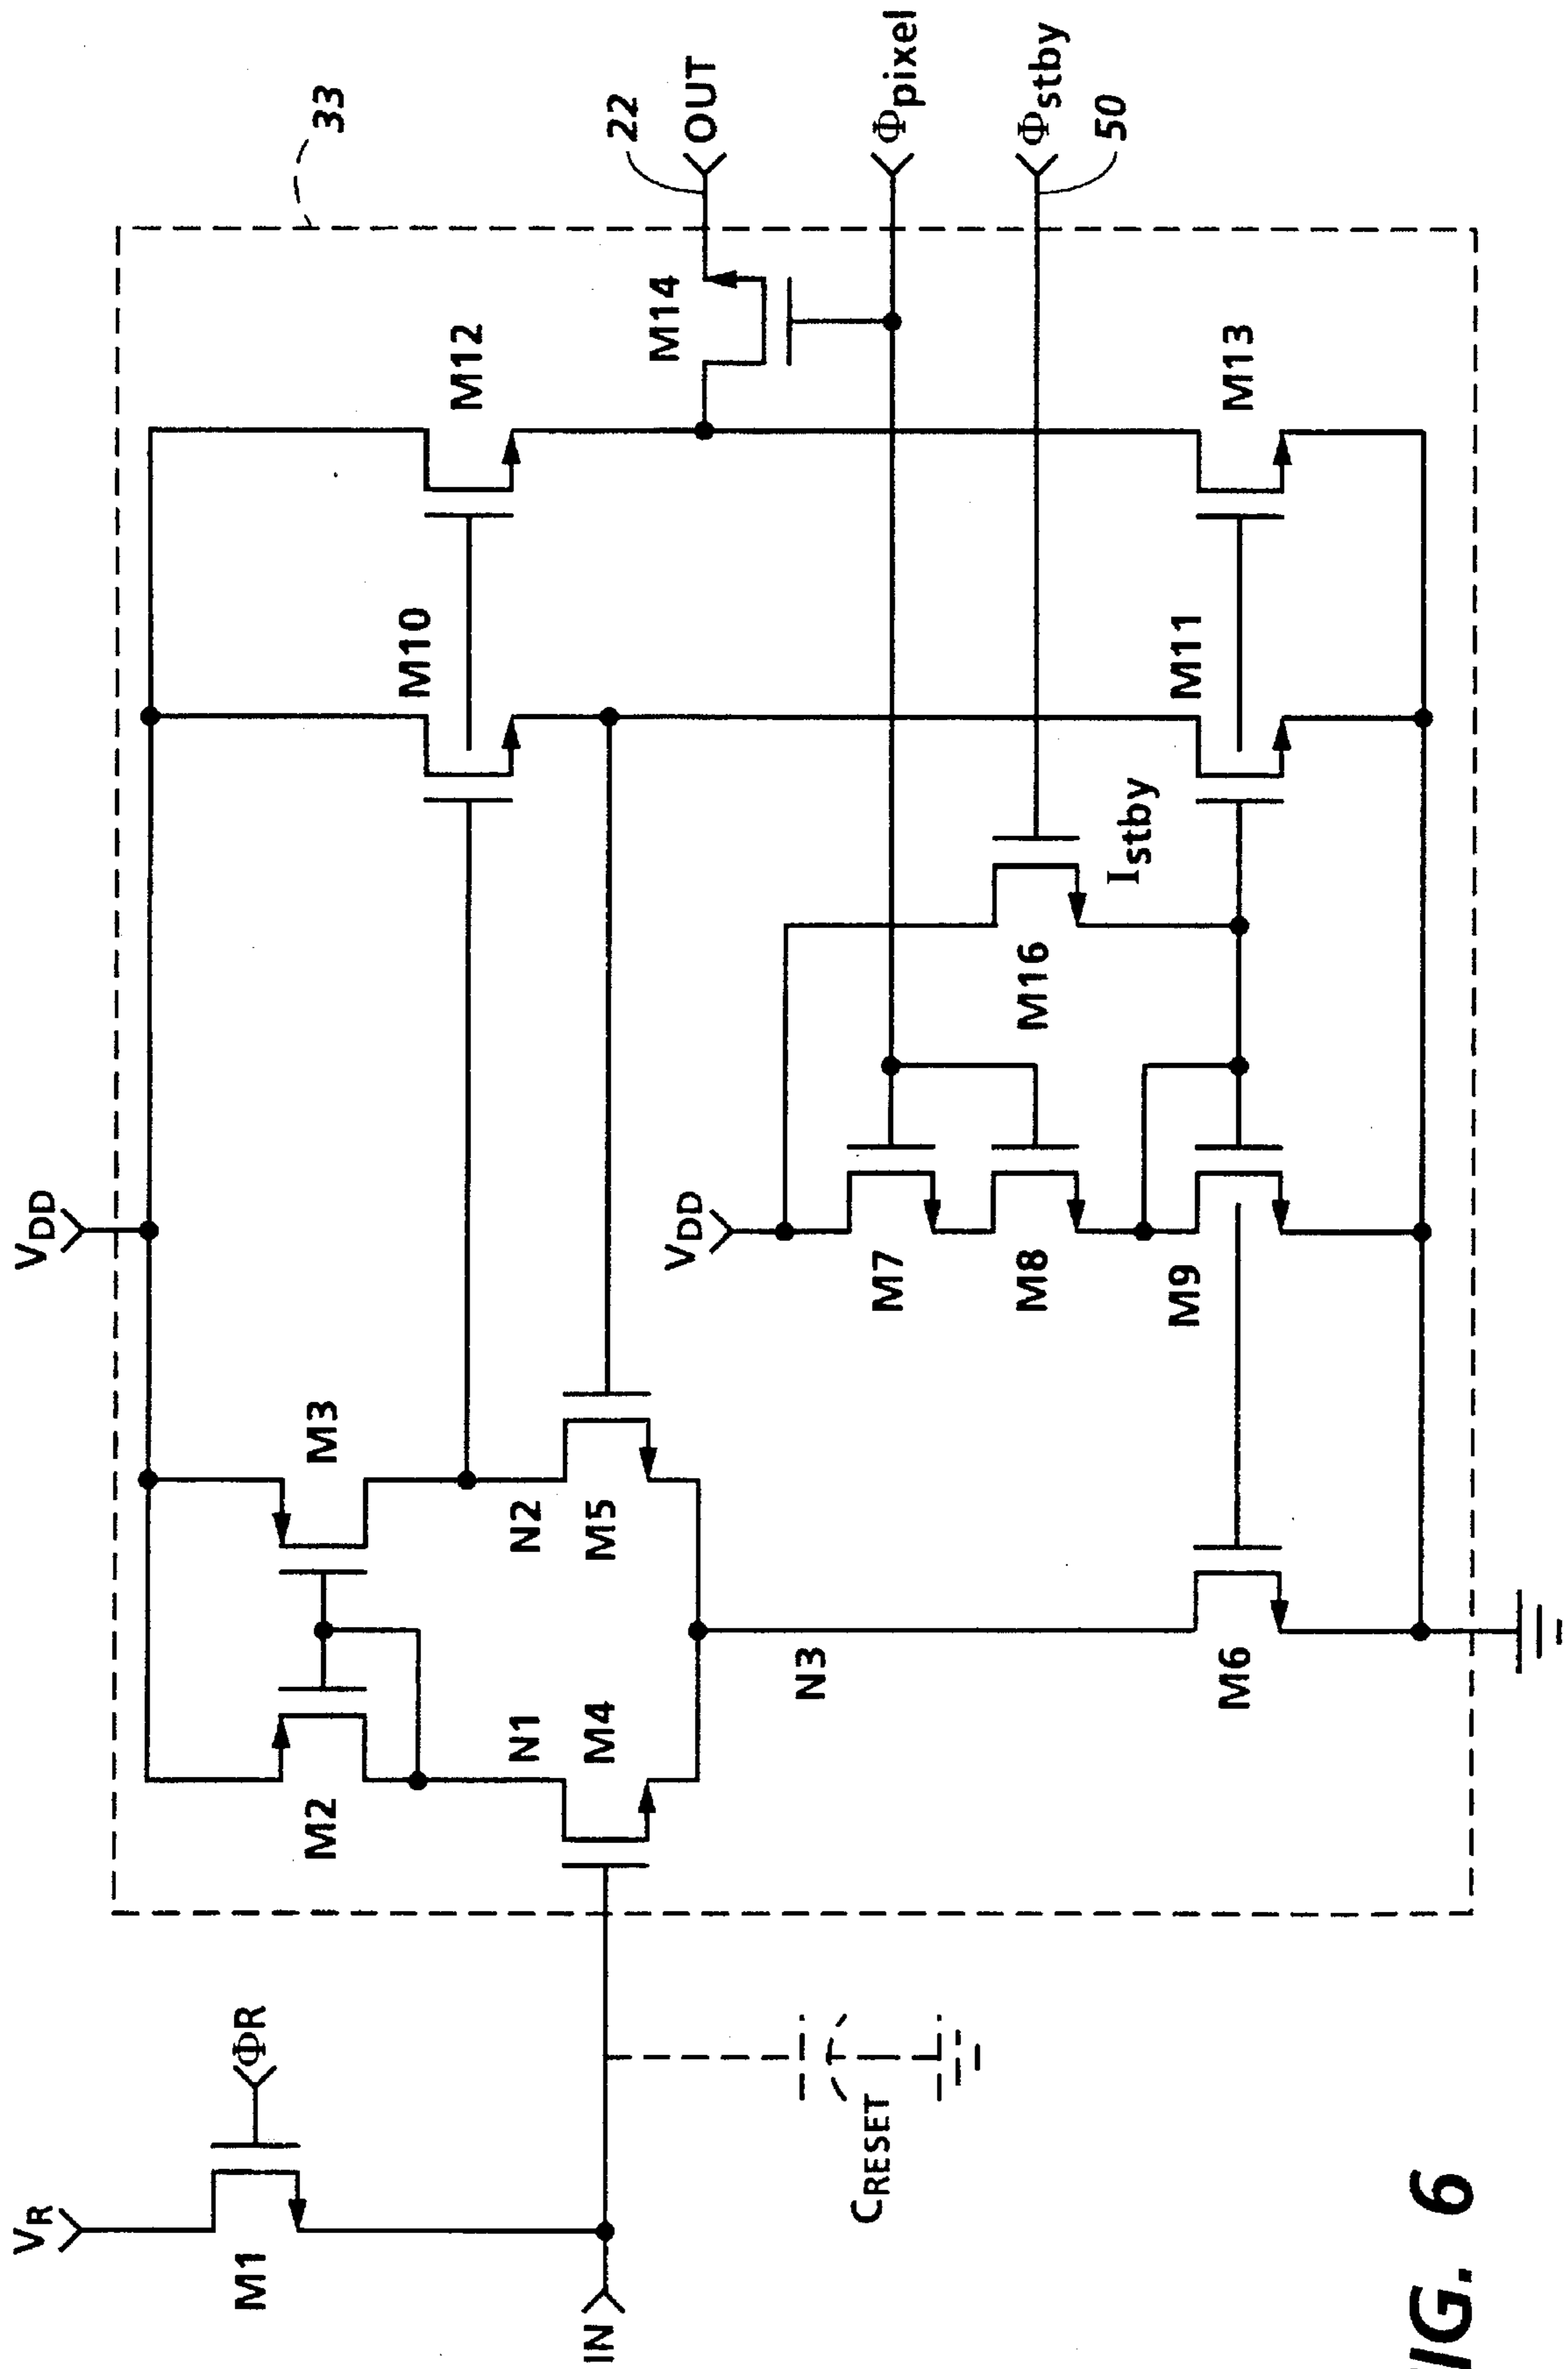 33
22
OUT
Φpixel
Φstby
50
VDD
M12
M14
M13
M10
M11
Istby
M16
VDD
M7
M8
M9
M3
N2
M5
M2
N1
M4
N3
M6
VR
ΦR
M1
IN
CRESET
IG. 6